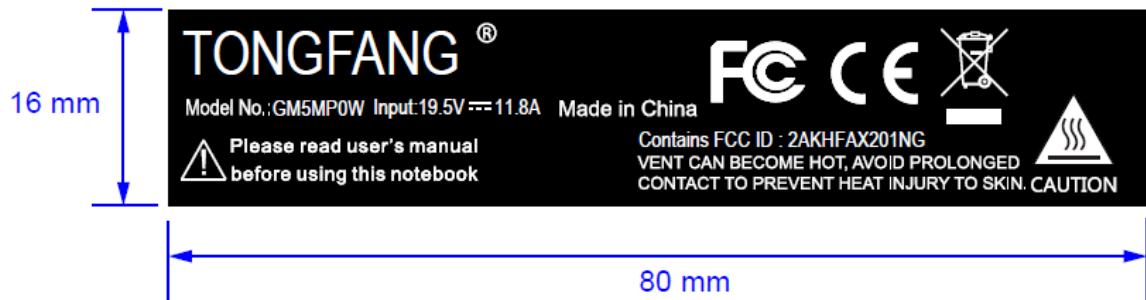 16 mm
TONGFANG ®
Model No.:GM5MP0W Input:19.5V⎓11.8A Made in China
Please read user's manual
before using this notebook
FC CE
Contains FCC ID : 2AKHFAX201NG
VENT CAN BECOME HOT, AVOID PROLONGED
CONTACT TO PREVENT HEAT INJURY TO SKIN.
CAUTION
80 mm